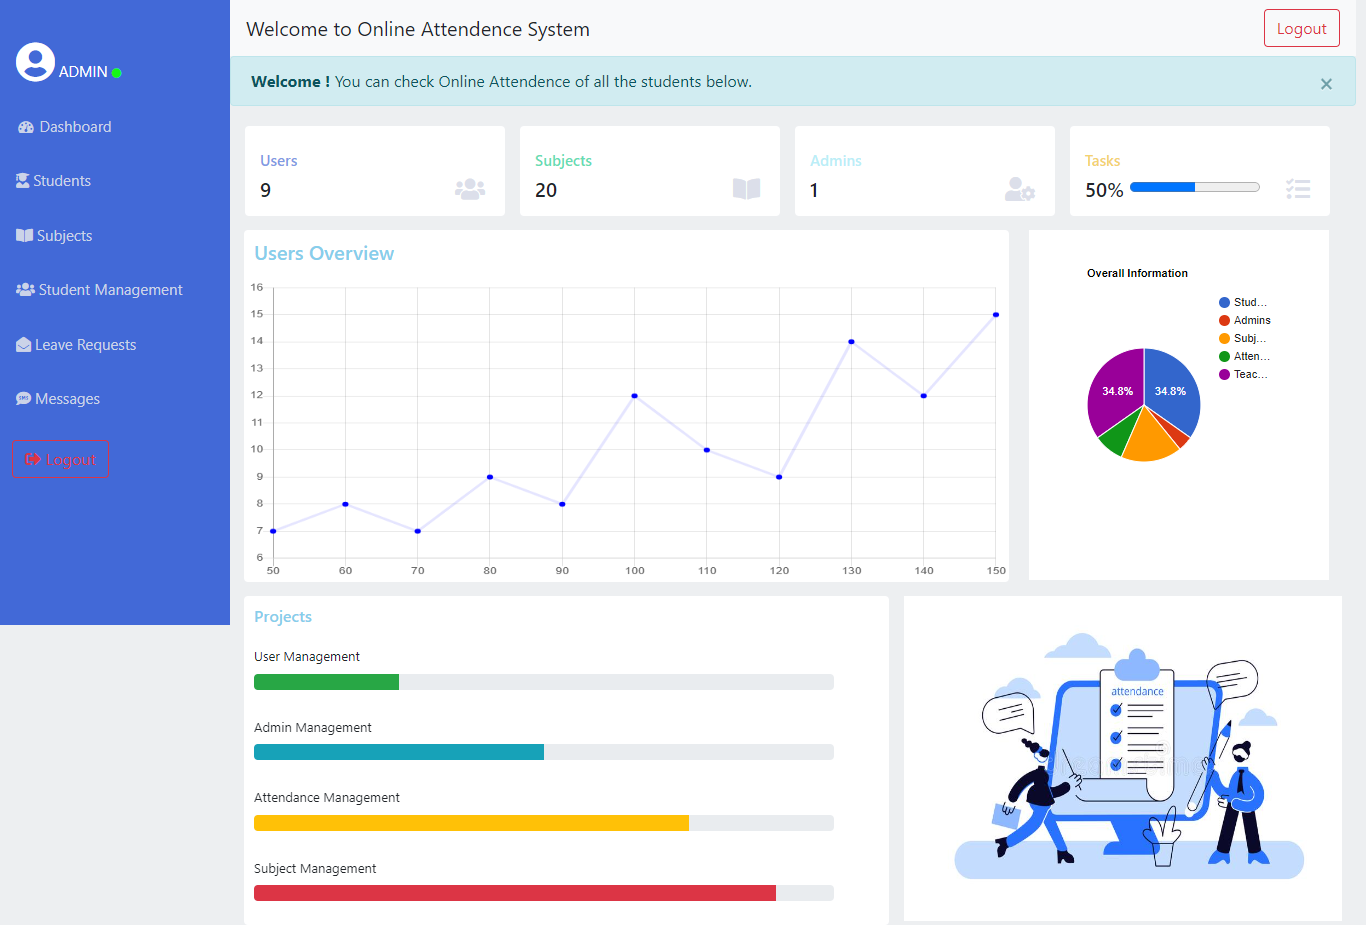 ADMIN
Dashboard
Students
Subjects
Student Management
Leave Requests
Messages
Logout
Welcome to Online Attendence System
Logout
Welcome ! You can check Online Attendence of all the students below.
×
Users
9
Subjects
20
Admins
1
Tasks
50%
Users Overview
16
15
14
13
12
11
10
9
8
7
6
50 60 70 80 90 100 110 120 130 140 150
Overall Information
Stud...
Admins
Subj...
Atten...
Teac...
34.8% 34.8%
Projects
User Management
Admin Management
Attendance Management
Subject Management
attendance